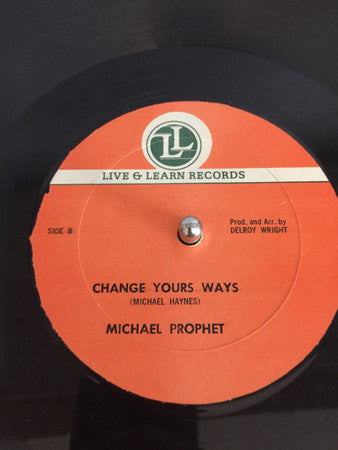 LL
LIVE & LEARN RECORDS
SIDE B
Prod. and Arr. by
DELROY WRIGHT
CHANGE YOURS WAYS
(MICHAEL HAYNES)
MICHAEL PROPHET